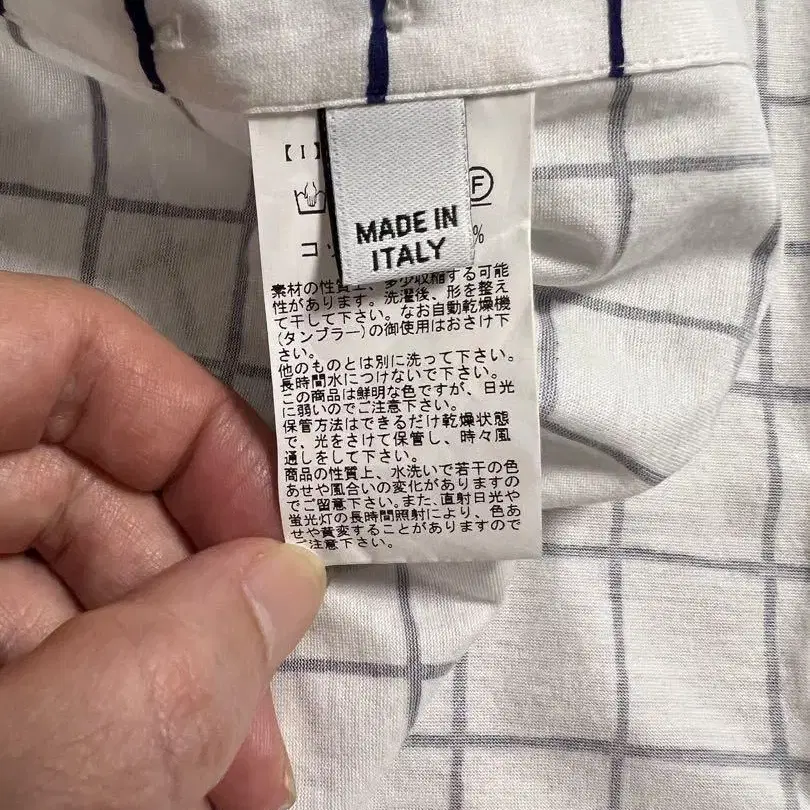 【I】
F
MADE IN
ITALY
コッ %
素材の性質上、多少収縮する可能
性があります。洗濯後、形を整え
て干して下さい。なお自動乾燥機
(タンブラー)の御使用はおさけ下
さい。
他のものとは別に洗って下さい。
長時間水につけないで下さい。
この商品は鮮明な色ですが、日光
に弱いのでご注意下さい。
保管方法はできるだけ乾燥状態
で、光をさけて保管し、時々風
通しをして下さい。
商品の性質上、水洗いで若干の色
あせや風合いの変化がありますの
でご留意下さい。また、直射日光や
蛍光灯の長時間照射により、色あ
せや黄変することがありますので
ご注意下さい。